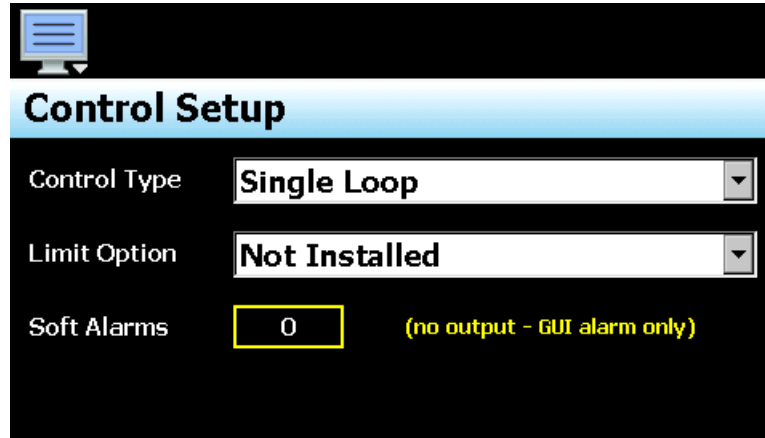 Control Setup
Control Type Single Loop
Limit Option Not Installed
Soft Alarms 0 (no output - GUI alarm only)